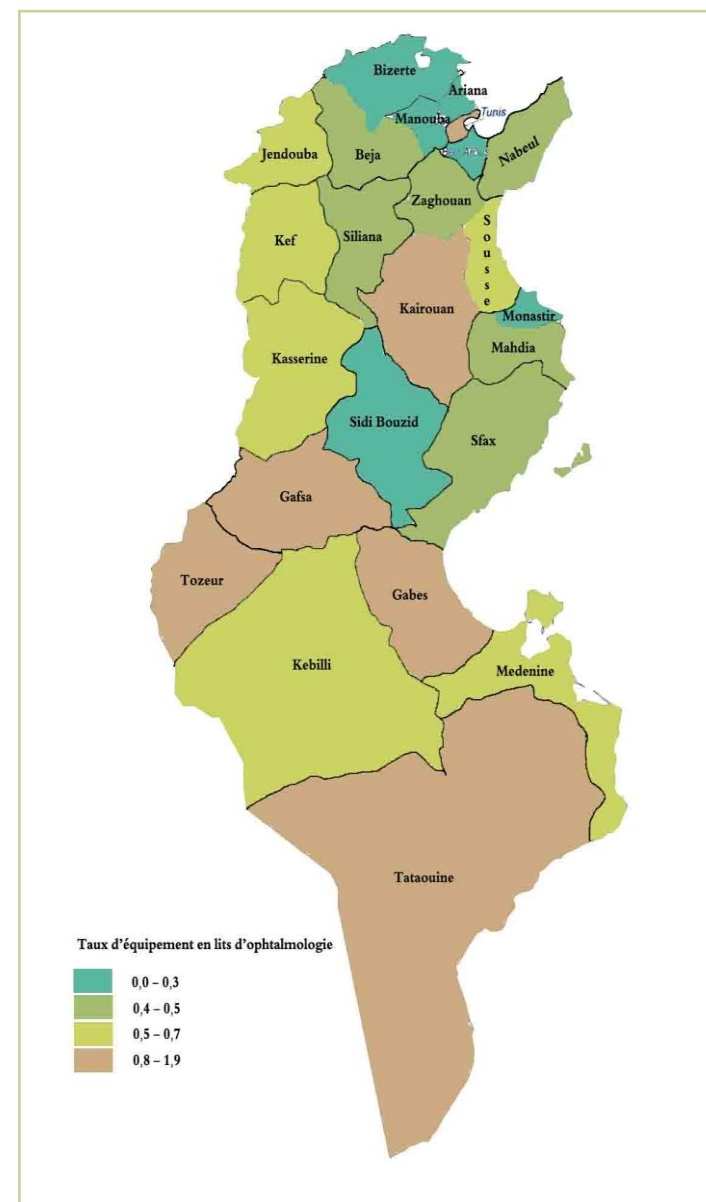 Bizerte
Ariana
Tunis
Manouba
Jendouba
Beja
Nabeul
Zaghouan
Kef
Siliana
Sousse
Kairouan
Monastir
Mahdia
Kasserine
Sidi Bouzid
Sfax
Gafsa
Tozeur
Gabes
Kebilli
Medenine
Tataouine
Taux d'équipement en lits d'ophtalmologie
0,0 – 0,3
0,4 – 0,5
0,5 – 0,7
0,8 – 1,9